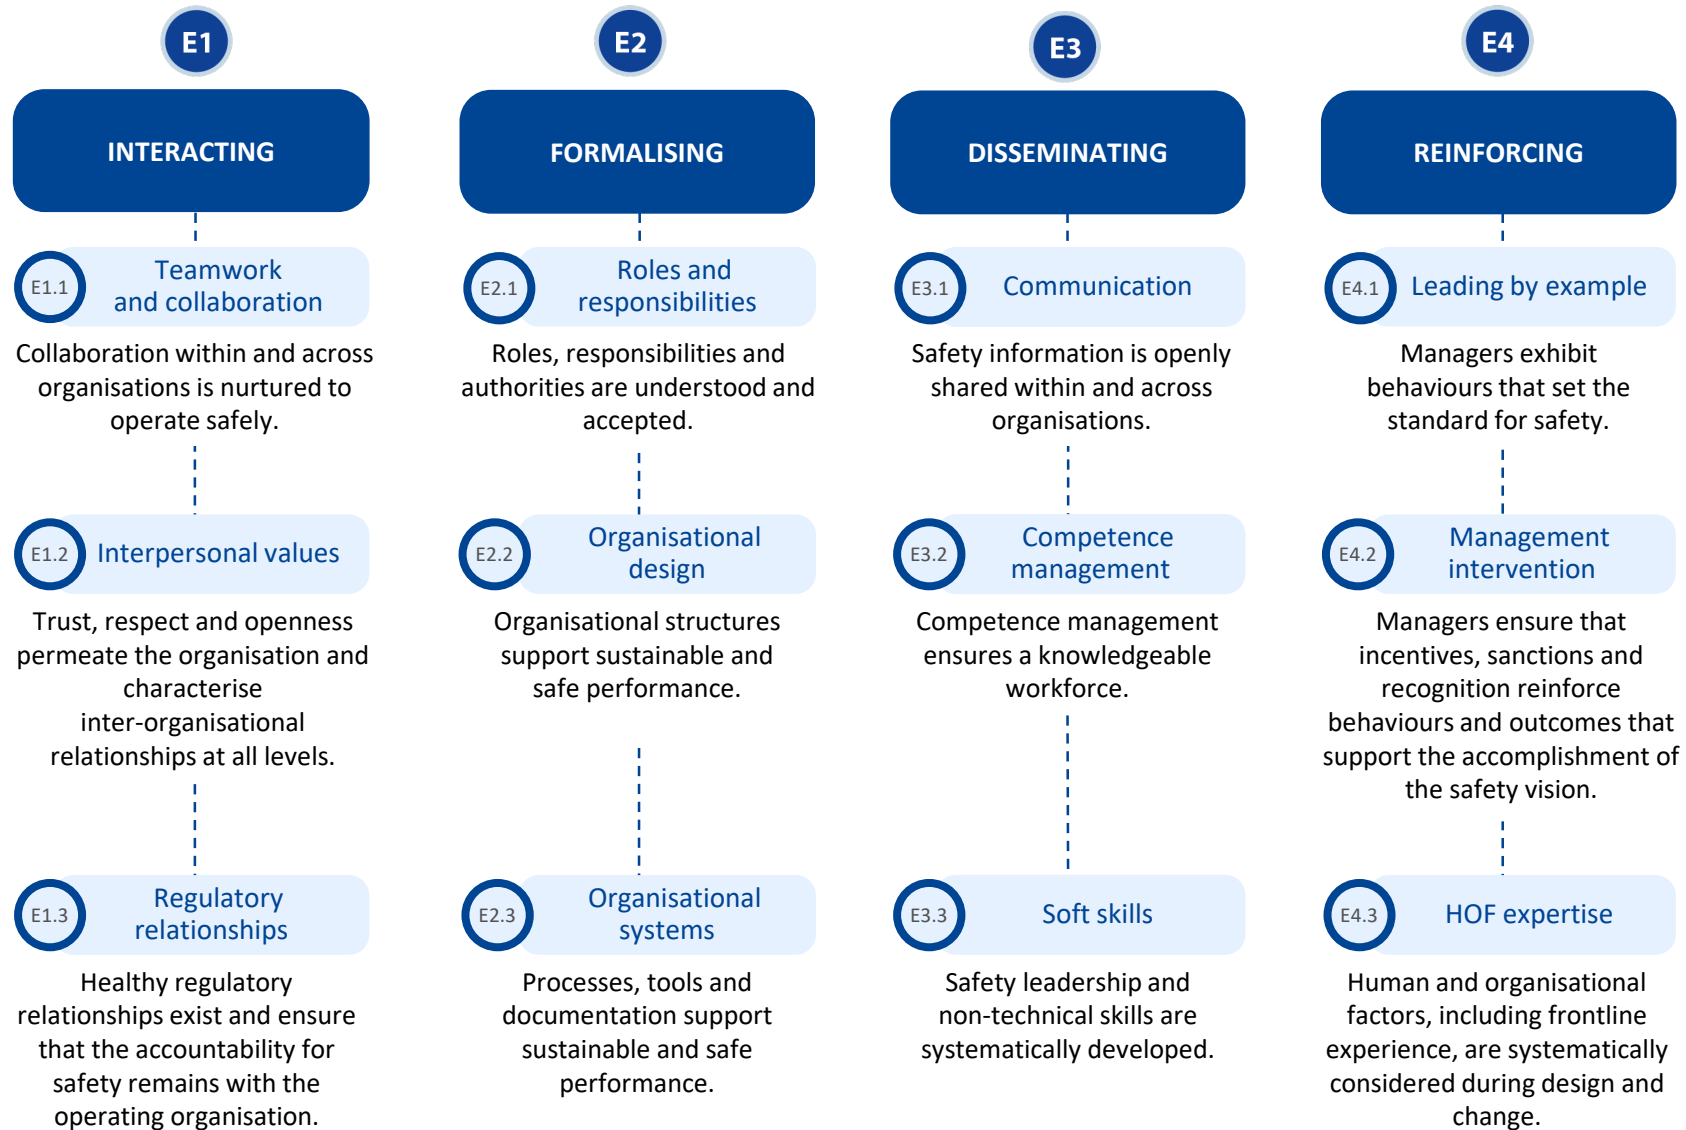 E1
INTERACTING
E1.1
Teamwork
and collaboration
Collaboration within and across
organisations is nurtured to
operate safely.
E1.2
Interpersonal values
Trust, respect and openness
permeate the organisation and
characterise
inter-organisational
relationships at all levels.
E1.3
Regulatory
relationships
Healthy regulatory
relationships exist and ensure
that the accountability for
safety remains with the
operating organisation.
E2
FORMALISING
E2.1
Roles and
responsibilities
Roles, responsibilities and
authorities are understood and
accepted.
E2.2
Organisational
design
Organisational structures
support sustainable and
safe performance.
E2.3
Organisational
systems
Processes, tools and
documentation support
sustainable and safe
performance.
E3
DISSEMINATING
E3.1
Communication
Safety information is openly
shared within and across
organisations.
E3.2
Competence
management
Competence management
ensures a knowledgeable
workforce.
E3.3
Soft skills
Safety leadership and
non-technical skills are
systematically developed.
E4
REINFORCING
E4.1
Leading by example
Managers exhibit
behaviours that set the
standard for safety.
E4.2
Management
intervention
Managers ensure that
incentives, sanctions and
recognition reinforce
behaviours and outcomes that
support the accomplishment of
the safety vision.
E4.3
HOF expertise
Human and organisational
factors, including frontline
experience, are systematically
considered during design and
change.